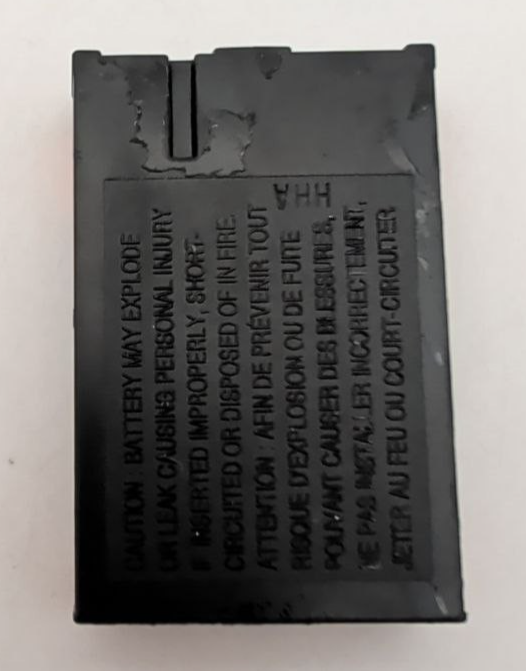 CAUTION : BATTERY MAY EXPLODE
OR LEAK CAUSING PERSONAL INJURY
IF INSERTED IMPROPERLY, SHORT-
CIRCUITED OR DISPOSED OF IN FIRE.
ATTENTION : AFIN DE PRÉVENIR TOUT
RISQUE D'EXPLOSION OU DE FUITE
POUVANT CAUSER DES BLESSURES,
NE PAS INSTALLER INCORRECTEMENT,
JETER AU FEU OU COURT-CIRCUITER.